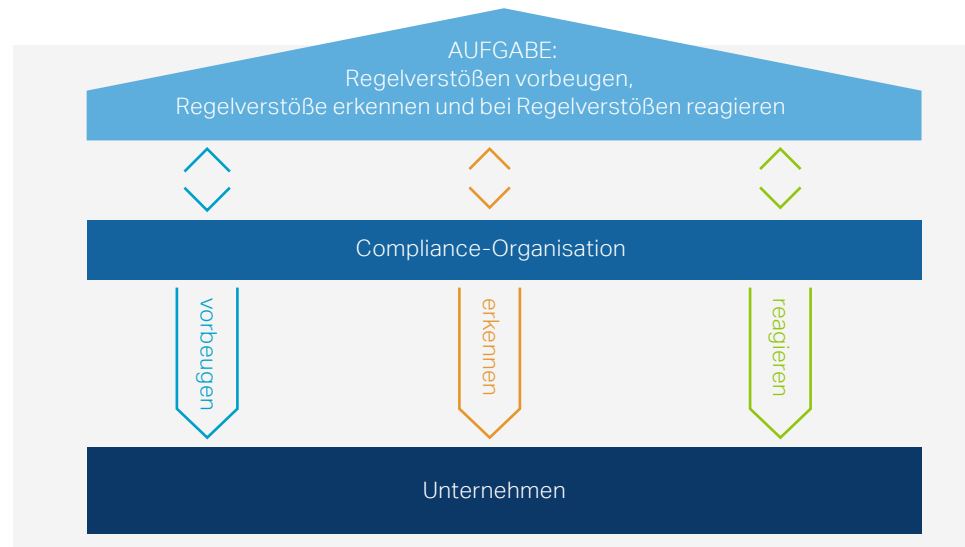 AUFGABE:
Regelverstößen vorbeugen,
Regelverstöße erkennen und bei Regelverstößen reagieren
Compliance-Organisation
vorbeugen
erkennen
reagieren
Unternehmen